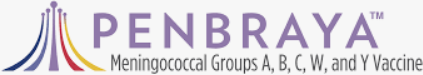 PENBRAYA™
Meningococcal Groups A, B, C, W, and Y Vaccine